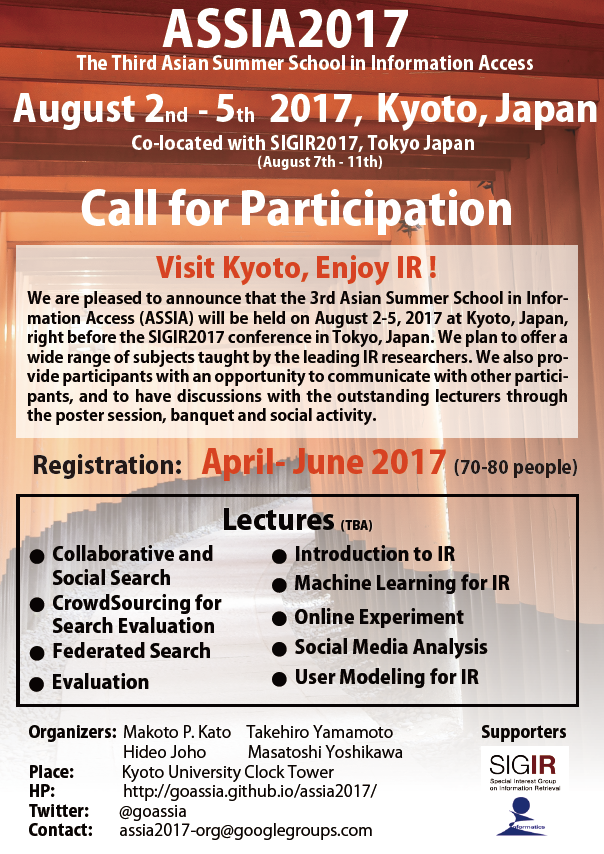 ASSIA2017
The Third Asian Summer School in Information Access
August 2nd - 5th 2017, Kyoto, Japan
Co-located with SIGIR2017, Tokyo Japan
(August 7th - 11th)
Call for Participation
Visit Kyoto, Enjoy IR !
We are pleased to announce that the 3rd Asian Summer School in Infor-
mation Access (ASSIA) will be held on August 2-5, 2017 at Kyoto, Japan,
right before the SIGIR2017 conference in Tokyo, Japan. We plan to offer a
wide range of subjects taught by the leading IR researchers. We also pro-
vide participants with an opportunity to communicate with other partici-
pants, and to have discussions with the outstanding lecturers through
the poster session, banquet and social activity.
Registration: April- June 2017 (70-80 people)
Lectures (TBA)
● Collaborative and
Social Search
● CrowdSourcing for
Search Evaluation
● Federated Search
● Evaluation
● Introduction to IR
● Machine Learning for IR
● Online Experiment
● Social Media Analysis
● User Modeling for IR
Organizers: Makoto P. Kato Takehiro Yamamoto
Hideo Joho Masatoshi Yoshikawa
Place: Kyoto University Clock Tower
HP: http://goassia.github.io/assia2017/
Twitter: @goassia
Contact: assia2017-org@googlegroups.com
Supporters
SIGIR
Special Interest Group
on Information Retrieval
informatics